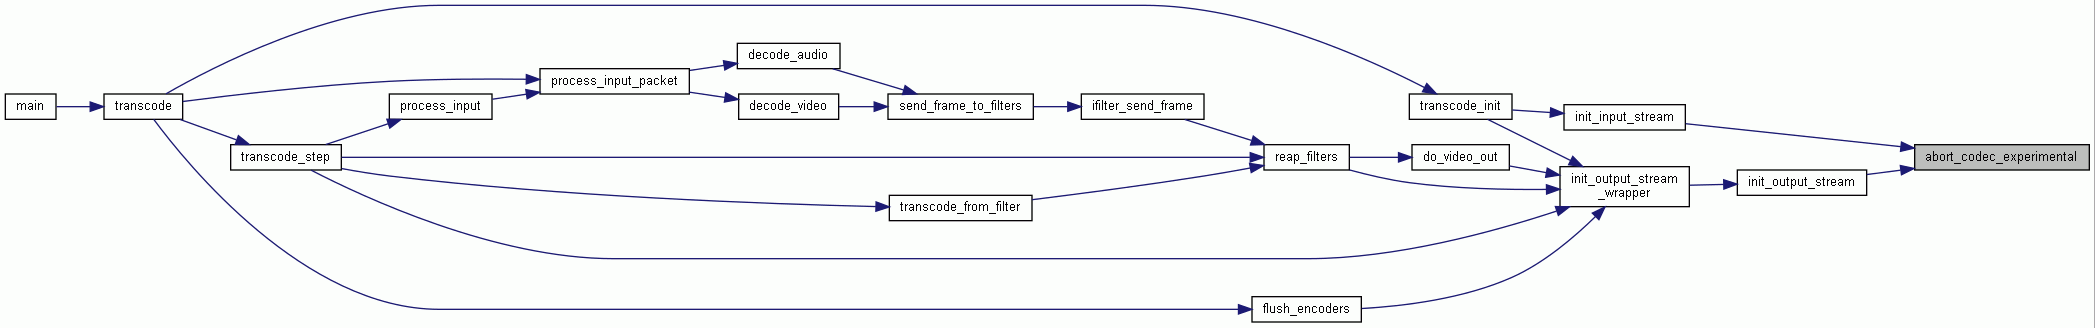 main
transcode
transcode_step
process_input
process_input_packet
decode_audio
decode_video
send_frame_to_filters
transcode_from_filter
ifilter_send_frame
reap_filters
flush_encoders
transcode_init
do_video_out
init_input_stream
init_output_stream
_wrapper
init_output_stream
abort_codec_experimental